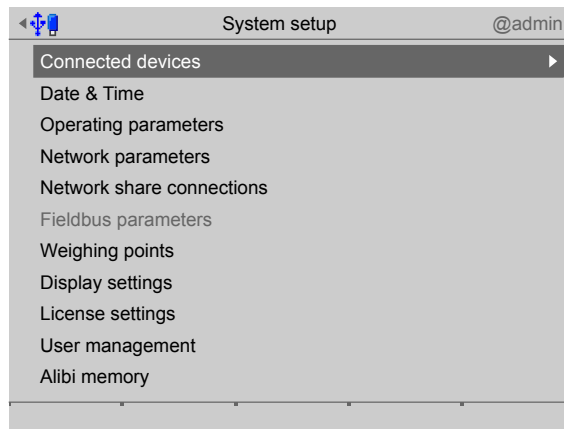 System setup @admin
Connected devices
Date & Time
Operating parameters
Network parameters
Network share connections
Fieldbus parameters
Weighing points
Display settings
License settings
User management
Alibi memory